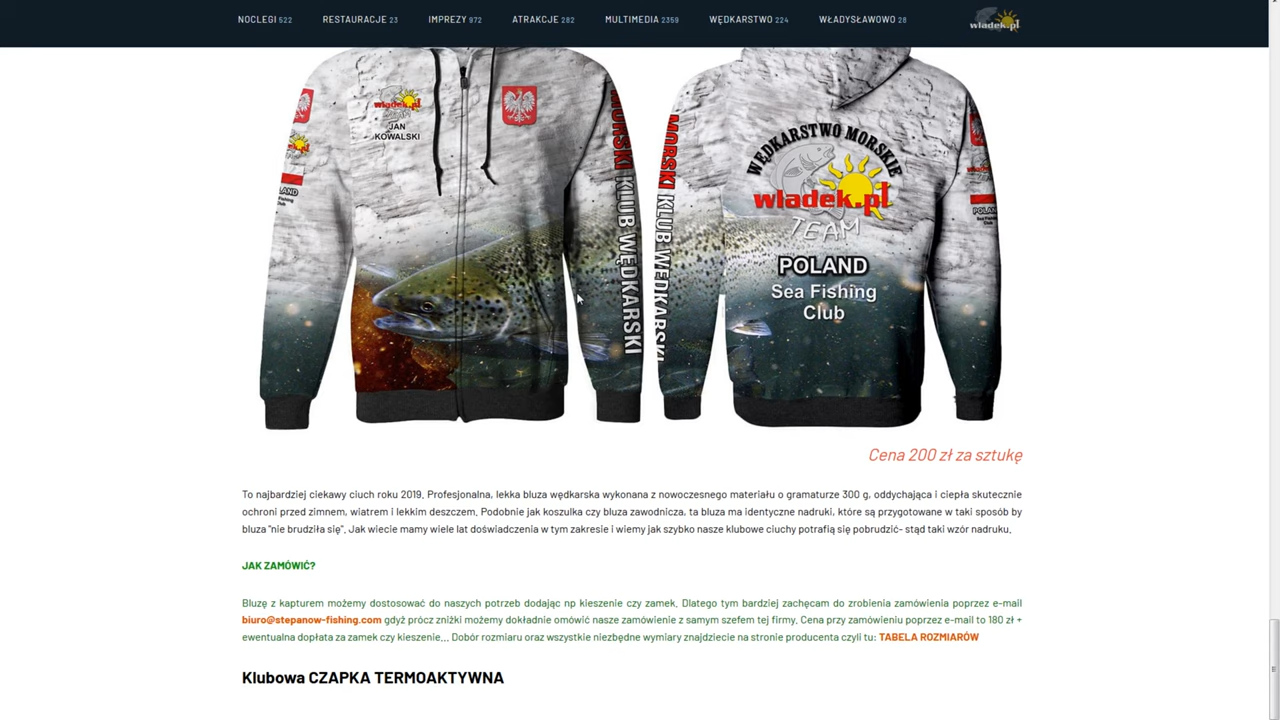 NOCLEGI 522 RESTAURACJE 23 IMPREZY 972 ATRAKCJE 282 MULTIMEDIA 2359 WĘDKARSTWO 224 WŁADYSŁAWOWO 28 wladek.pl
wladek.pl
JAN
KOWALSKI
MORSKI KLUB WĘDKARSKI
MORSKI KLUB WĘDKARSKI
WĘDKARSTWO MORSKIE
wladek.pl
TEAM
POLAND
Sea Fishing
Club
Cena 200 zł za sztukę
To najbardziej ciekawy ciuch roku 2019. Profesjonalna, lekka bluza wędkarska wykonana z nowoczesnego materiału o gramaturze 300 g, oddychająca i ciepła skutecznie
ochroni przed zimnem, wiatrem i lekkim deszczem. Podobnie jak koszulka czy bluza zawodnicza, ta bluza ma identyczne nadruki, które są przygotowane w taki sposób by
bluza "nie brudziła się". Jak wiecie mamy wiele lat doświadczenia w tym zakresie i wiemy jak szybko nasze klubowe ciuchy potrafią się pobrudzić- stąd taki wzór nadruku.
JAK ZAMÓWIĆ?
Bluzę z kapturem możemy dostosować do naszych potrzeb dodając np kieszenie czy zamek. Dlatego tym bardziej zachęcam do zrobienia zamówienia poprzez e-mail
biuro@stepanow-fishing.com gdyż prócz zniżki możemy dokładnie omówić nasze zamówienie z samym szefem tej firmy. Cena przy zamówieniu poprzez e-mail to 180 zł +
ewentualna dopłata za zamek czy kieszenie... Dobór rozmiaru oraz wszystkie niezbędne wymiary znajdziecie na stronie producenta czyli tu: TABELA ROZMIARÓW
Klubowa CZAPKA TERMOAKTYWNA